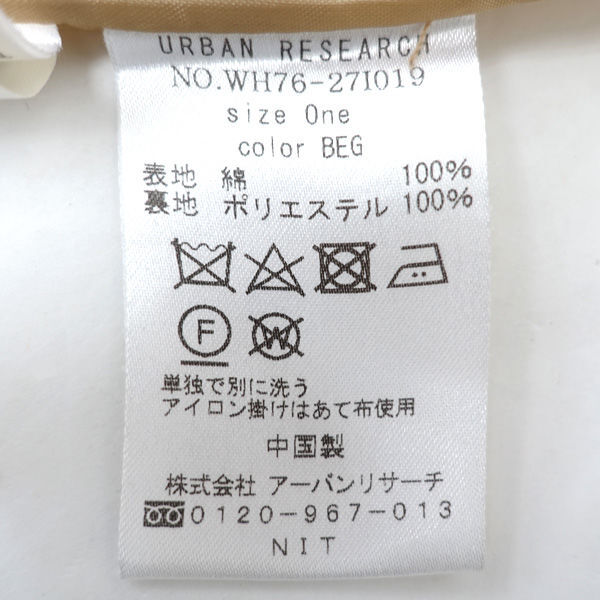 URBAN RESEARCH
NO.WH76-27I019
size One
color BEG
表地 綿 100%
裏地 ポリエステル 100%
F
W
単独で別に洗う
アイロン掛けはあて布使用
中国製
株式会社 アーバンリサーチ
0120-967-013
NIT